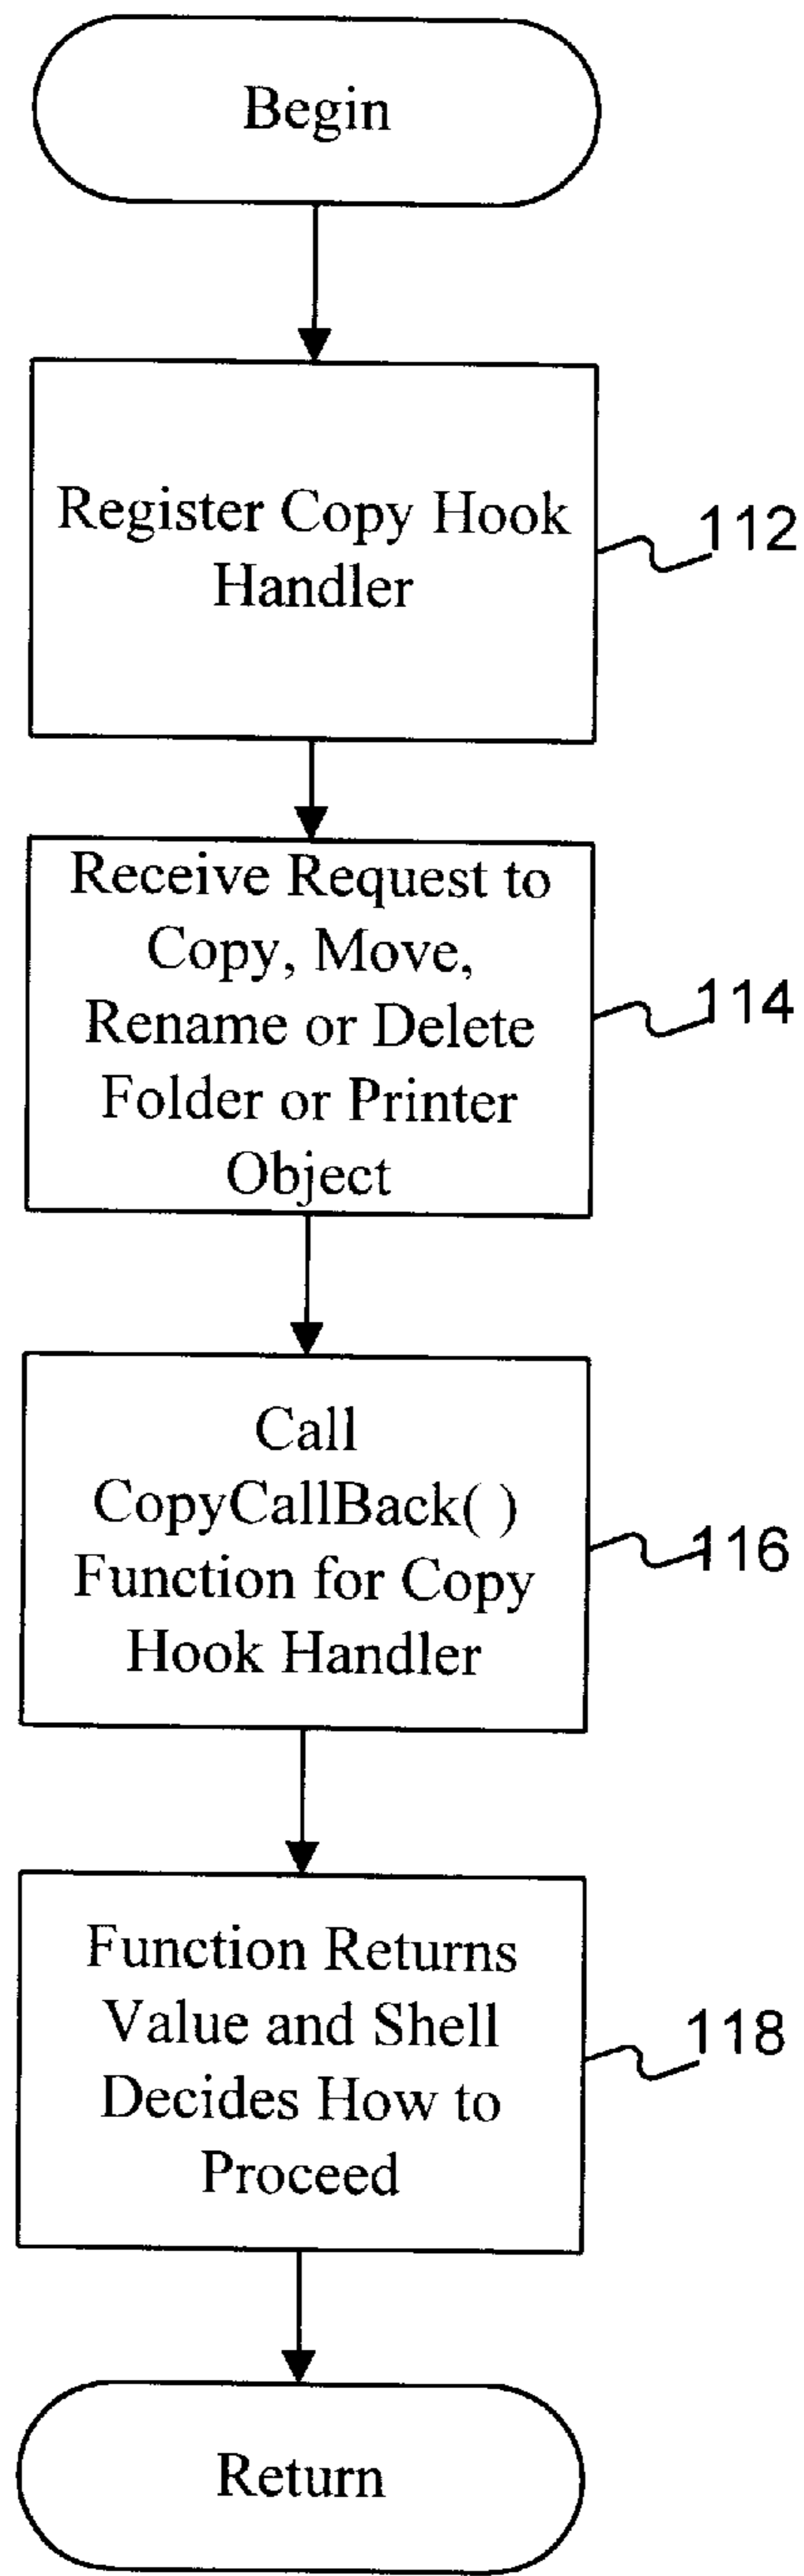 Begin
Register Copy Hook
Handler
112
Receive Request to
Copy, Move,
Rename or Delete
Folder or Printer
Object
114
Call
CopyCallBack( )
Function for Copy
Hook Handler
116
Function Returns
Value and Shell
Decides How to
Proceed
118
Return